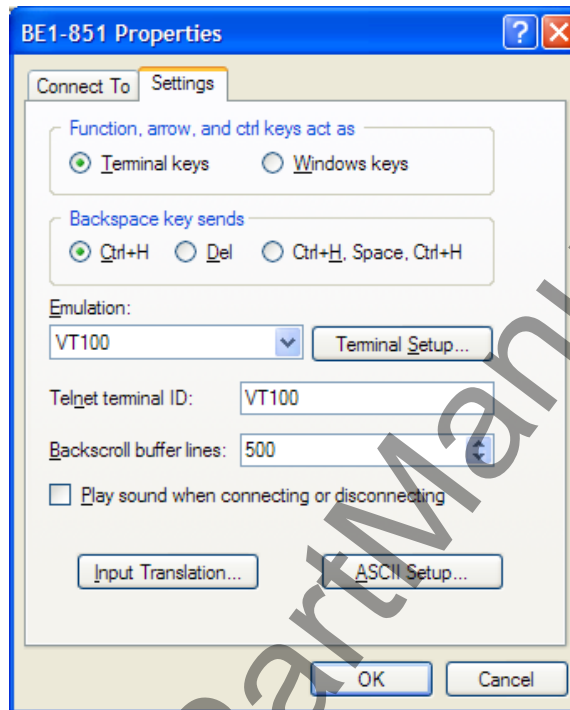 BE1-851 Properties
Connect To Settings
Function, arrow, and ctrl keys act as
Terminal keys Windows keys
Backspace key sends
Ctrl+H Del Ctrl+H, Space, Ctrl+H
Emulation:
VT100 Terminal Setup...
Telnet terminal ID: VT100
Backscroll buffer lines: 500
Play sound when connecting or disconnecting
Input Translation... ASCII Setup...
OK Cancel